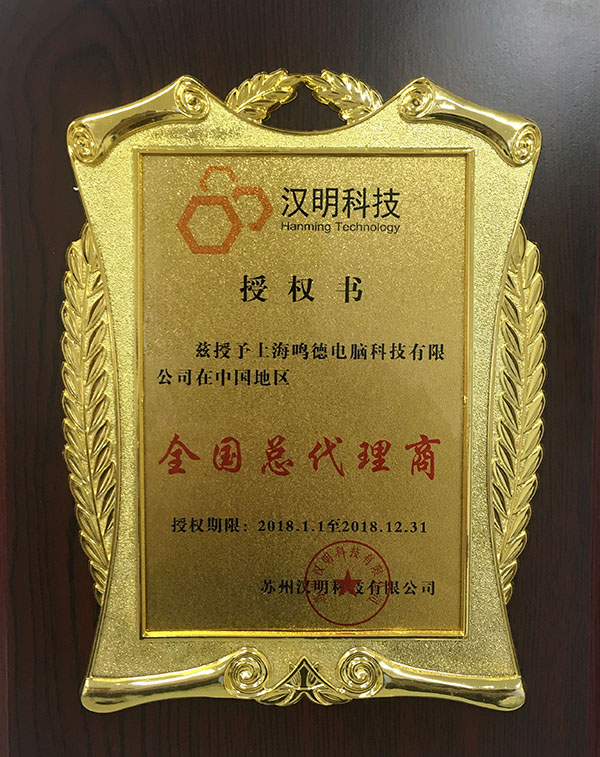 汉明科技
Hanming Technology
授权书
兹授予上海鸣德电脑科技有限
公司在中国地区
全国总代理商
授权期限：2018.1.1至2018.12.31
苏州汉明科技有限公司